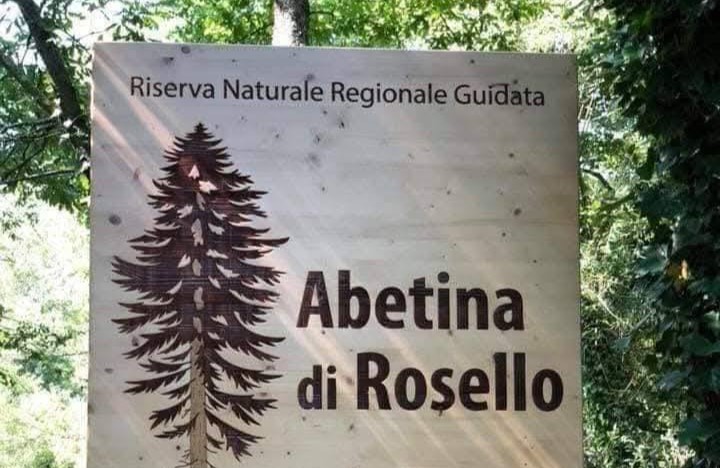 Riserva Naturale Regionale Guidata
Abetina
di Rosello